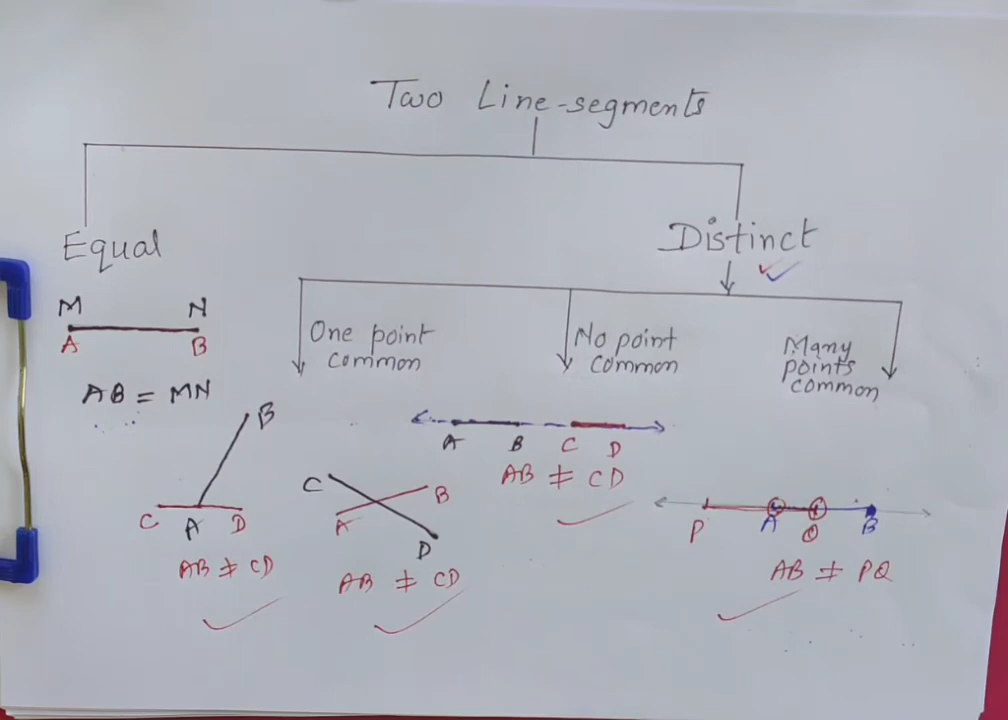 Two Line-segments
Equal
Distinct
M N
A B
AB = MN
One point
common
No point
common
Many
points
common
B
C A D
AB ≠ CD
C
B
A
D
AB ≠ CD
A B C D
AB ≠ CD
P A Q B
AB ≠ PQ